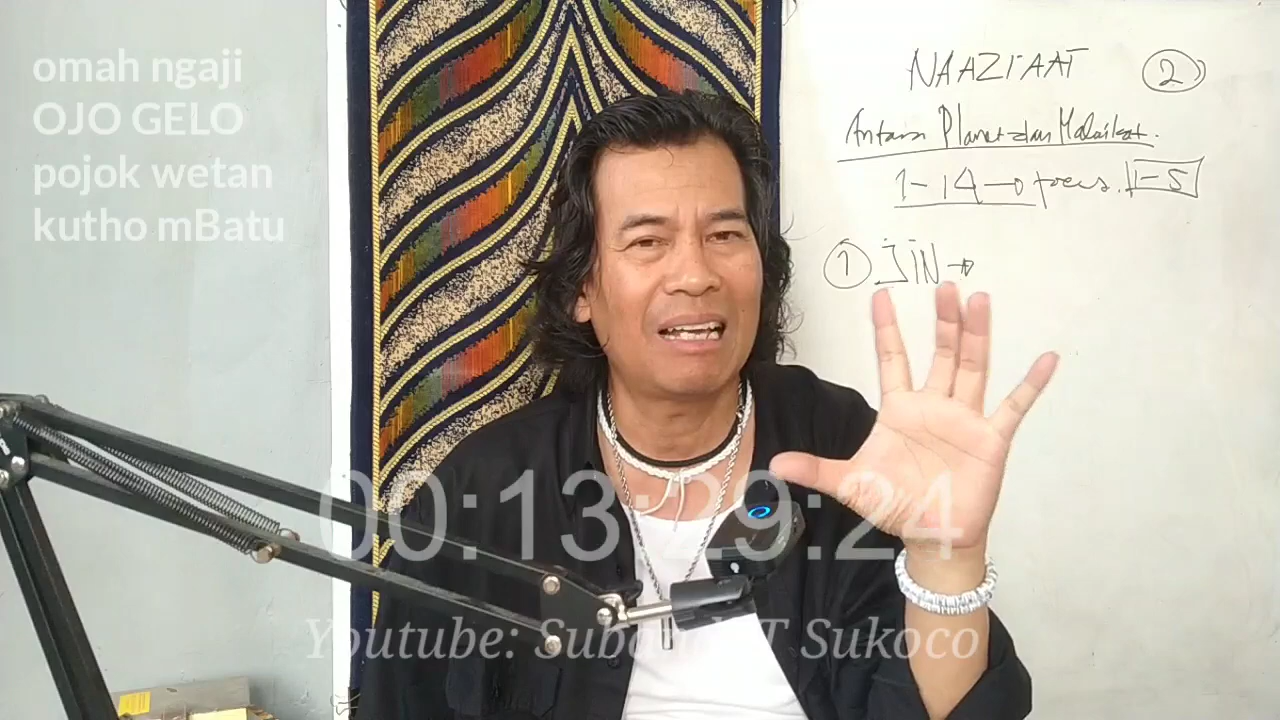 omah ngaji
OJO GELO
pojok wetan
kutho mBatu
NAAZI'AAT 2
Antara Planet dan Malaikat.
1-14 → focus. 1-5
1 JIN →
00:13:29:24
Youtube: Subandi T Sukoco